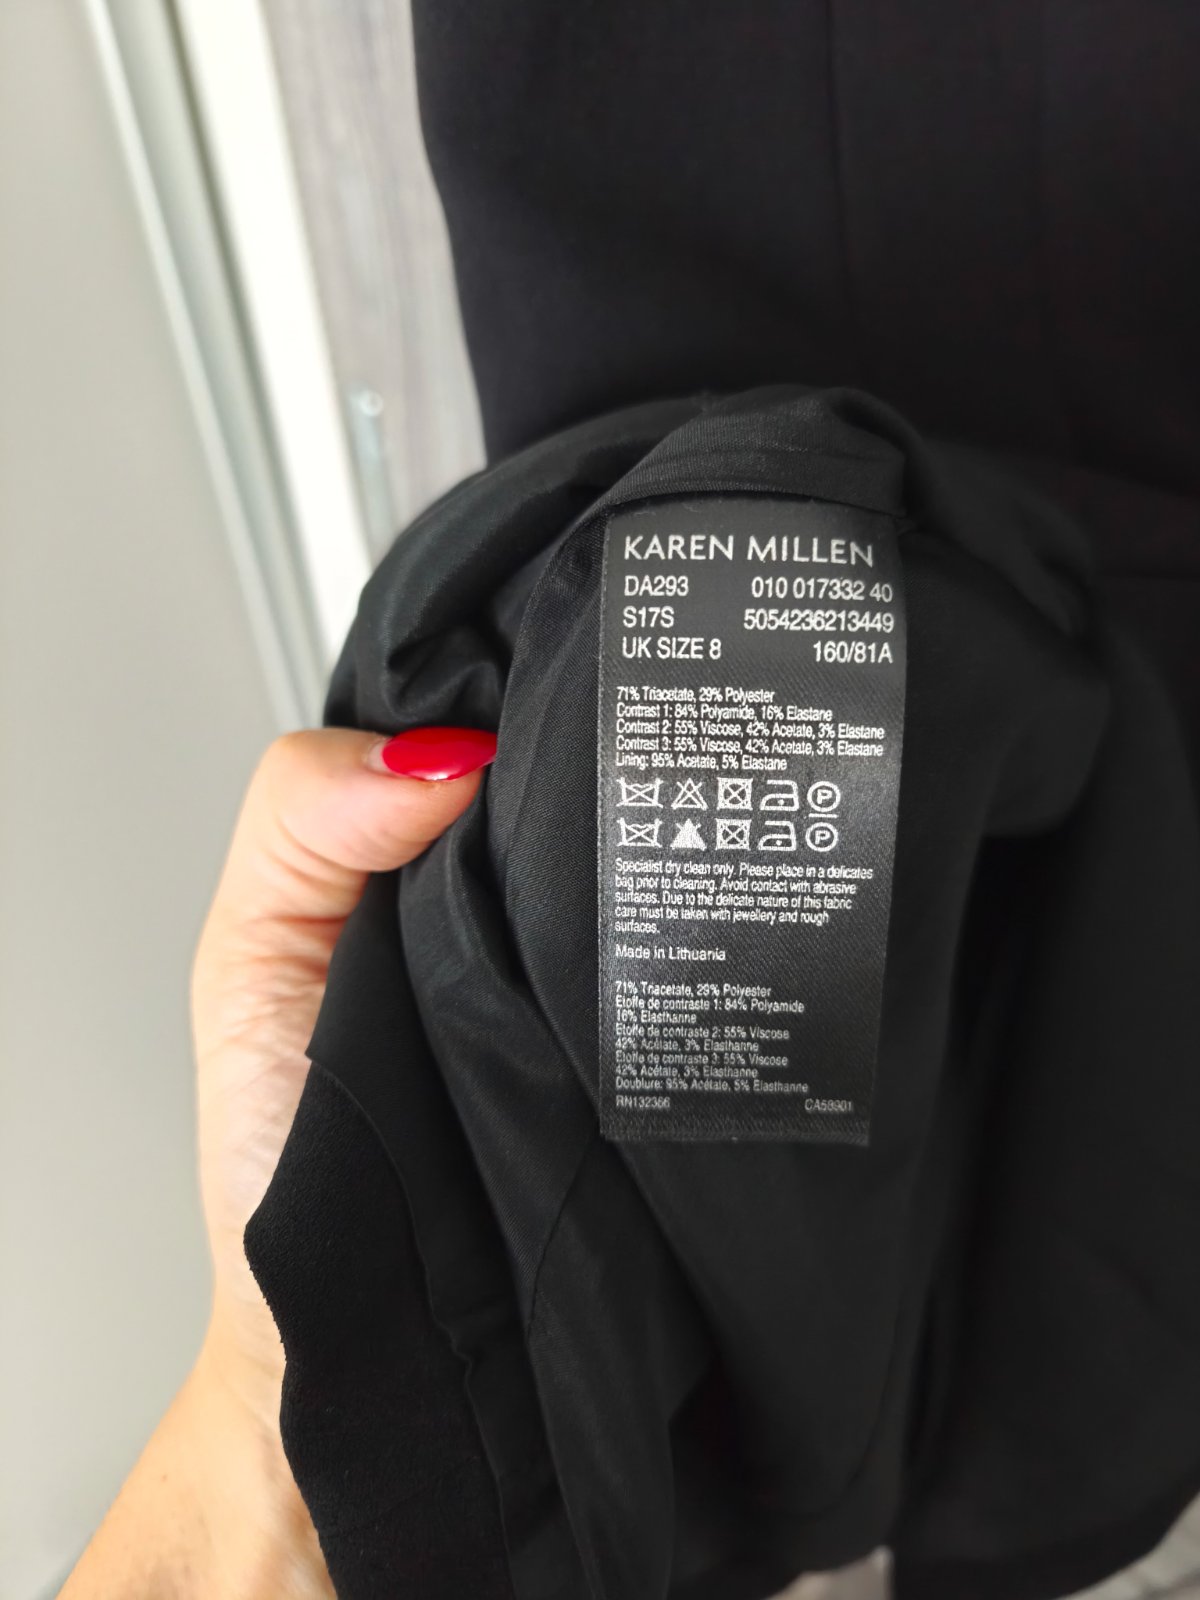 KAREN MILLEN
DA293 010 017332 40
S17S 5054236213449
UK SIZE 8 160/81A
71% Triacetate, 29% Polyester
Contrast 1: 84% Polyamide, 16% Elastane
Contrast 2: 55% Viscose, 42% Acetate, 3% Elastane
Contrast 3: 55% Viscose, 42% Acetate, 3% Elastane
Lining: 95% Acetate, 5% Elastane
P
P
Specialist dry clean only. Please place in a delicates
bag prior to cleaning. Avoid contact with abrasive
surfaces. Due to the delicate nature of this fabric
care must be taken with jewellery and rough
surfaces.
Made in Lithuania
71% Triacetate, 29% Polyester
Etoffe de contraste 1: 84% Polyamide
16% Elasthanne
Etoffe de contraste 2: 55% Viscose
42% Acétate, 3% Elasthanne
Etoffe de contraste 3: 55% Viscose
42% Acétate, 3% Elasthanne
Doublure: 95% Acétate, 5% Elasthanne
RN132366 CA58901